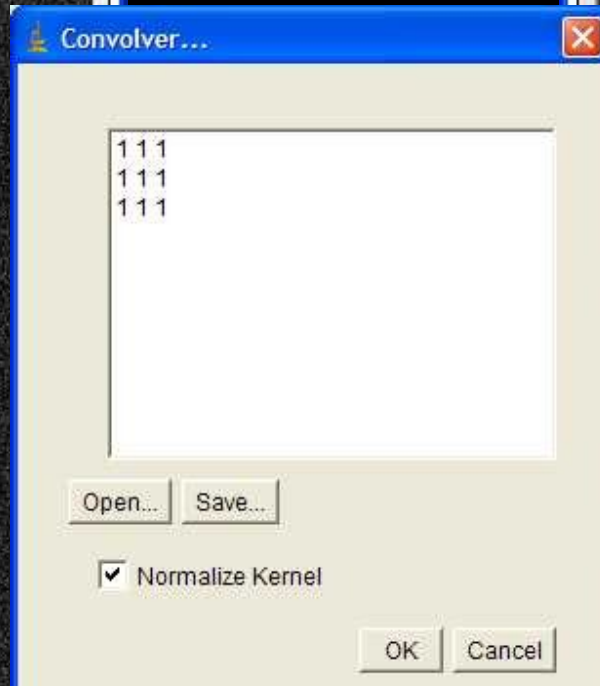 Convolver...
1 1 1
1 1 1
1 1 1
Open... Save...
Normalize Kernel
OK Cancel